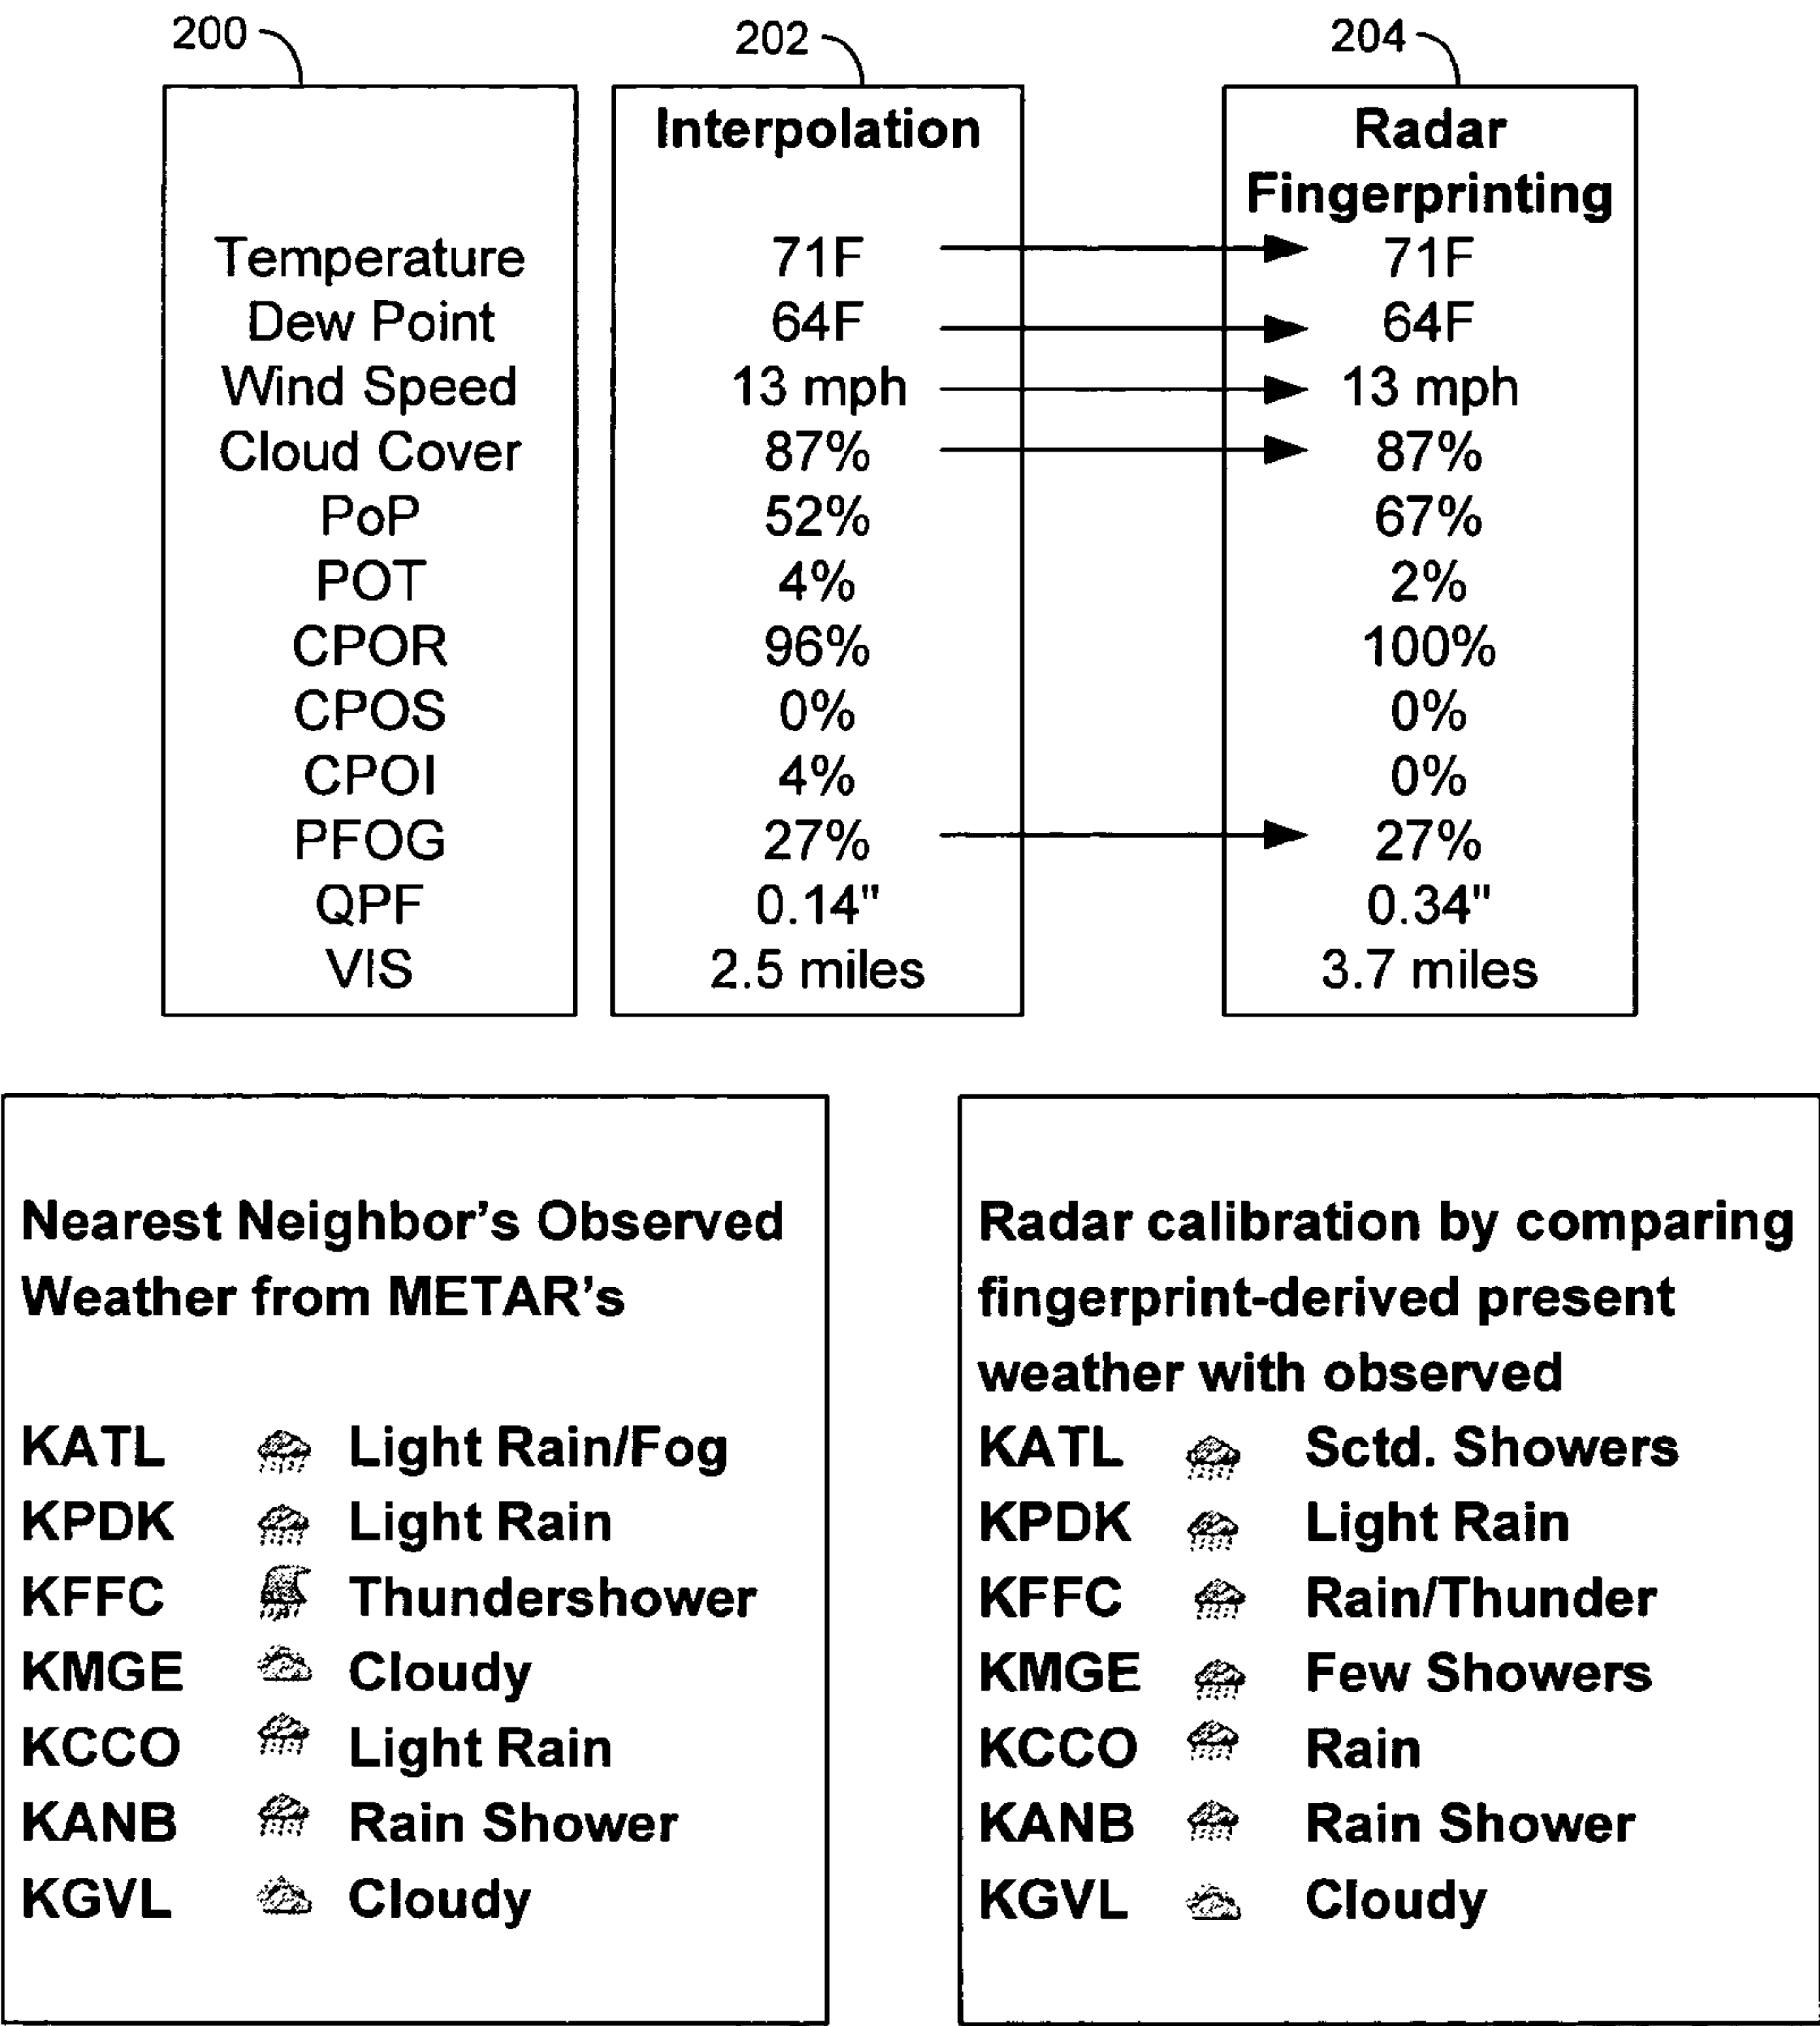 200 202 204
Interpolation Radar
Fingerprinting
Temperature 71F 71F
Dew Point 64F 64F
Wind Speed 13 mph 13 mph
Cloud Cover 87% 87%
PoP 52% 67%
POT 4% 2%
CPOR 96% 100%
CPOS 0% 0%
CPOI 4% 0%
PFOG 27% 27%
QPF 0.14" 0.34"
VIS 2.5 miles 3.7 miles
Nearest Neighbor's Observed
Weather from METAR's
KATL Light Rain/Fog
KPDK Light Rain
KFFC Thundershower
KMGE Cloudy
KCCO Light Rain
KANB Rain Shower
KGVL Cloudy
Radar calibration by comparing
fingerprint-derived present
weather with observed
KATL Sctd. Showers
KPDK Light Rain
KFFC Rain/Thunder
KMGE Few Showers
KCCO Rain
KANB Rain Shower
KGVL Cloudy